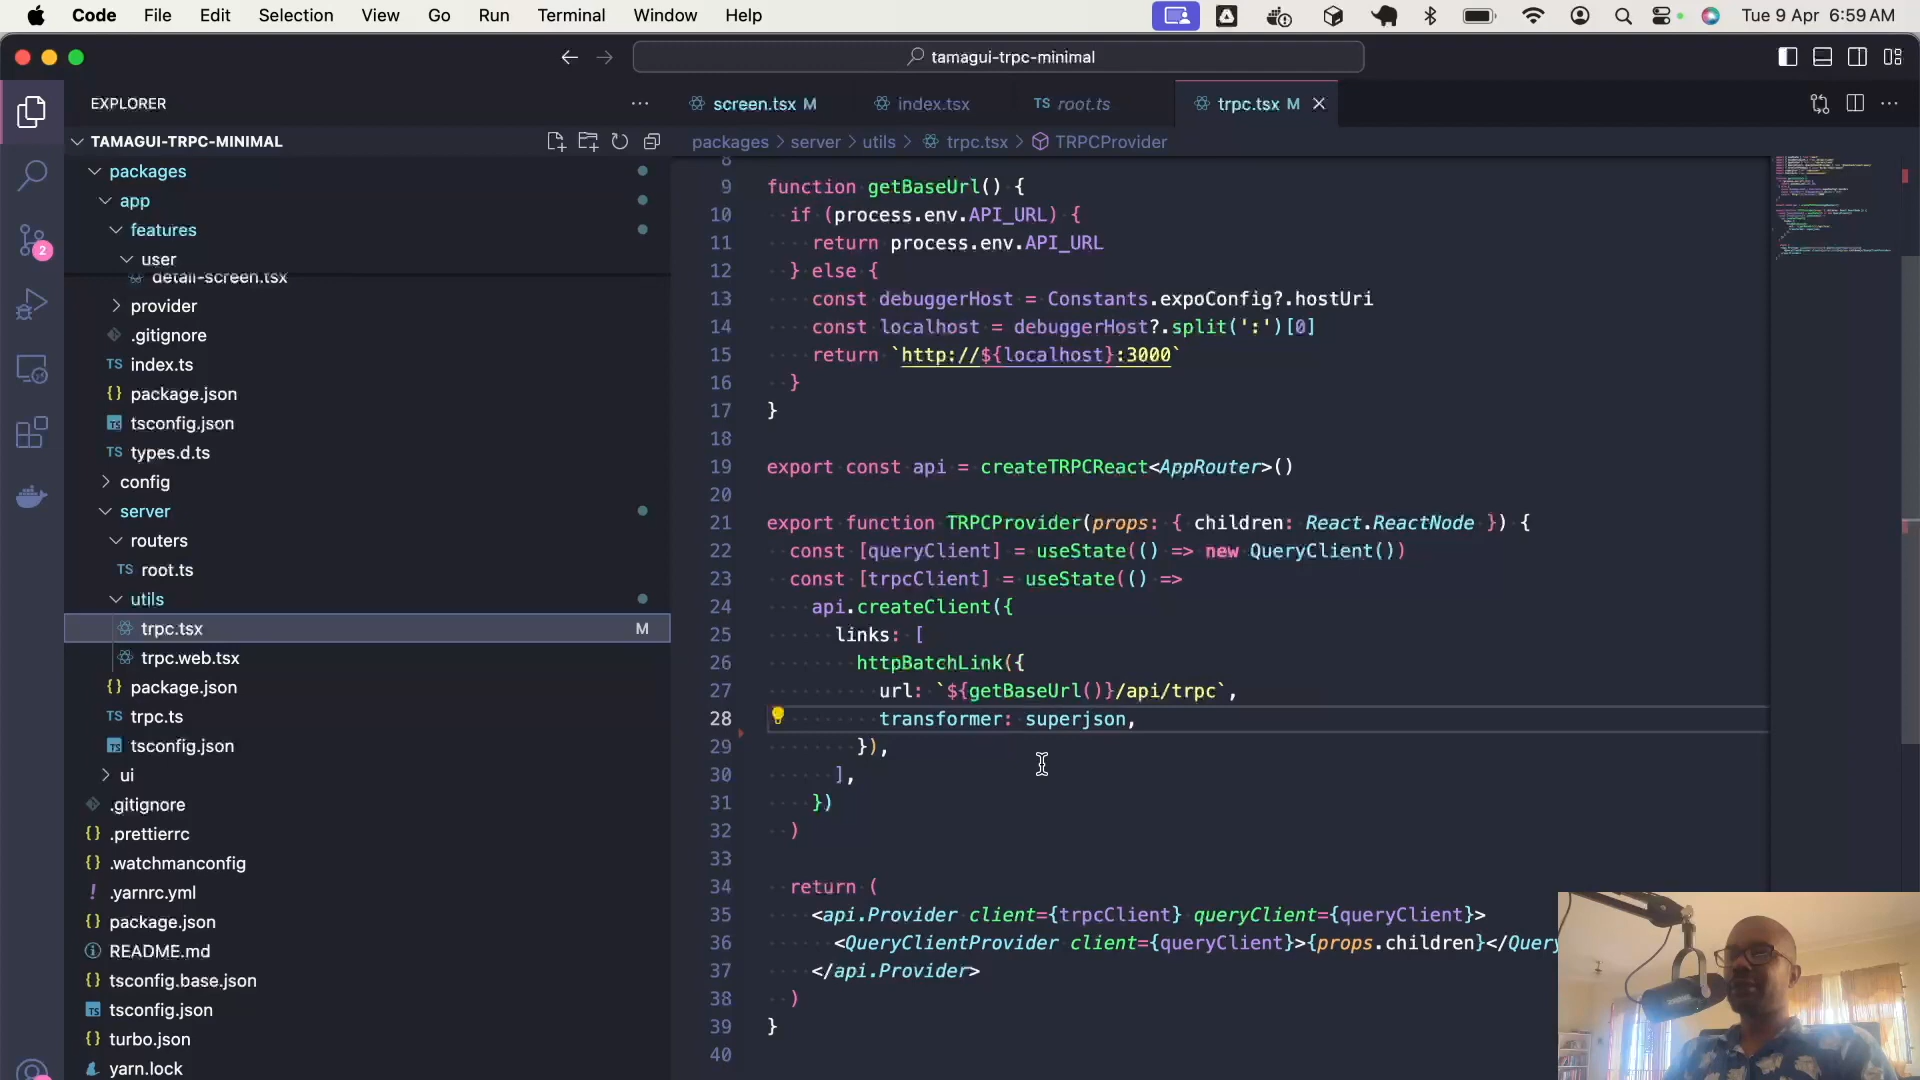 Code File Edit Selection View Go Run Terminal Window Help
Tue 9 Apr 6:59 AM
tamagui-trpc-minimal
EXPLORER
TAMAGUI-TRPC-MINIMAL
packages
app
features
user
detail-screen.tsx
provider
.gitignore
TS index.ts
{} package.json
TS tsconfig.json
TS types.d.ts
config
server
routers
TS root.ts
utils
trpc.tsx M
trpc.web.tsx
{} package.json
TS trpc.ts
TS tsconfig.json
ui
.gitignore
{} .prettierrc
{} .watchmanconfig
! .yarnrc.yml
{} package.json
README.md
{} tsconfig.base.json
TS tsconfig.json
{} turbo.json
yarn.lock
2
screen.tsx M index.tsx TS root.ts trpc.tsx M
packages > server > utils > trpc.tsx > TRPCProvider
8
9 function getBaseUrl() {
10 if (process.env.API_URL) {
11 return process.env.API_URL
12 } else {
13 const debuggerHost = Constants.expoConfig?.hostUri
14 const localhost = debuggerHost?.split(':')[0]
15 return `http://${localhost}:3000`
16 }
17 }
18
19 export const api = createTRPCReact<AppRouter>()
20
21 export function TRPCProvider(props: { children: React.ReactNode }) {
22 const [queryClient] = useState(() => new QueryClient())
23 const [trpcClient] = useState(() =>
24 api.createClient({
25 links: [
26 httpBatchLink({
27 url: `${getBaseUrl()}/api/trpc`,
28 transformer: superjson,
29 }),
30 ],
31 })
32 )
33
34 return (
35 <api.Provider client={trpcClient} queryClient={queryClient}>
36 <QueryClientProvider client={queryClient}>{props.children}</Query
37 </api.Provider>
38 )
39 }
40